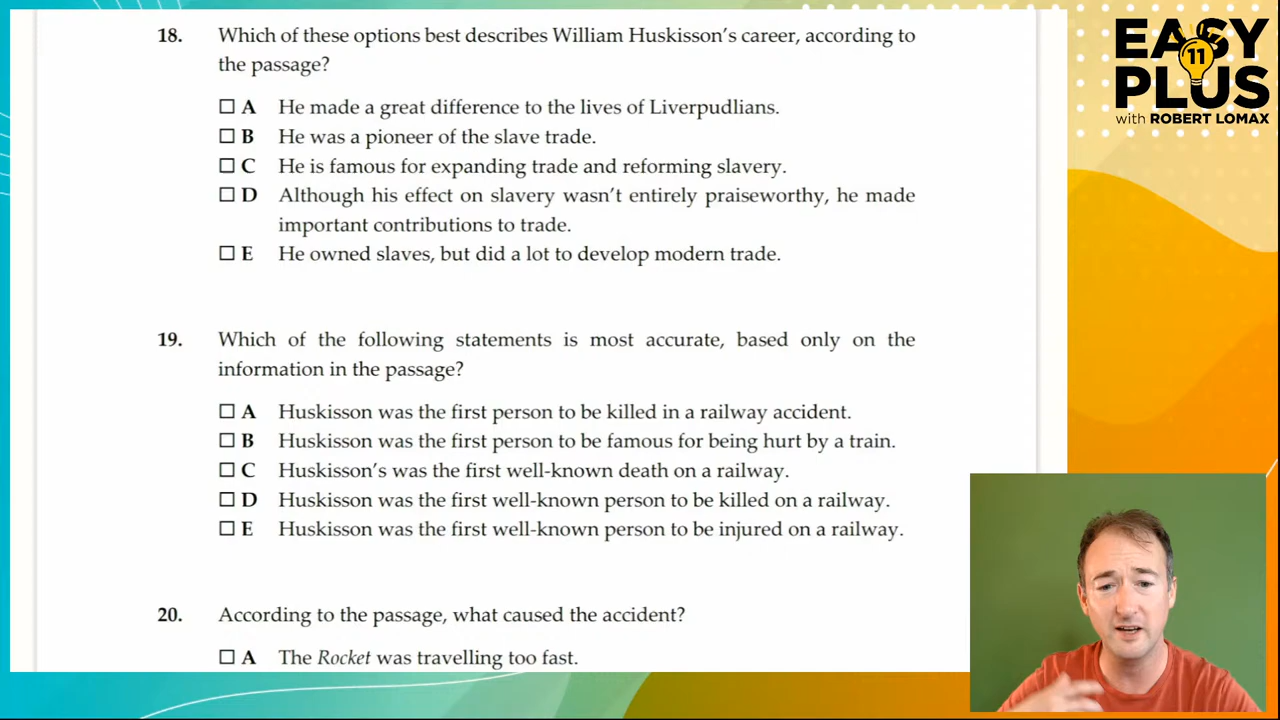 18. Which of these options best describes William Huskisson's career, according to
the passage?
☐ A He made a great difference to the lives of Liverpudlians.
☐ B He was a pioneer of the slave trade.
☐ C He is famous for expanding trade and reforming slavery.
☐ D Although his effect on slavery wasn't entirely praiseworthy, he made
important contributions to trade.
☐ E He owned slaves, but did a lot to develop modern trade.
19. Which of the following statements is most accurate, based only on the
information in the passage?
☐ A Huskisson was the first person to be killed in a railway accident.
☐ B Huskisson was the first person to be famous for being hurt by a train.
☐ C Huskisson's was the first well-known death on a railway.
☐ D Huskisson was the first well-known person to be killed on a railway.
☐ E Huskisson was the first well-known person to be injured on a railway.
20. According to the passage, what caused the accident?
☐ A The Rocket was travelling too fast.
EASY
11
PLUS
with ROBERT LOMAX